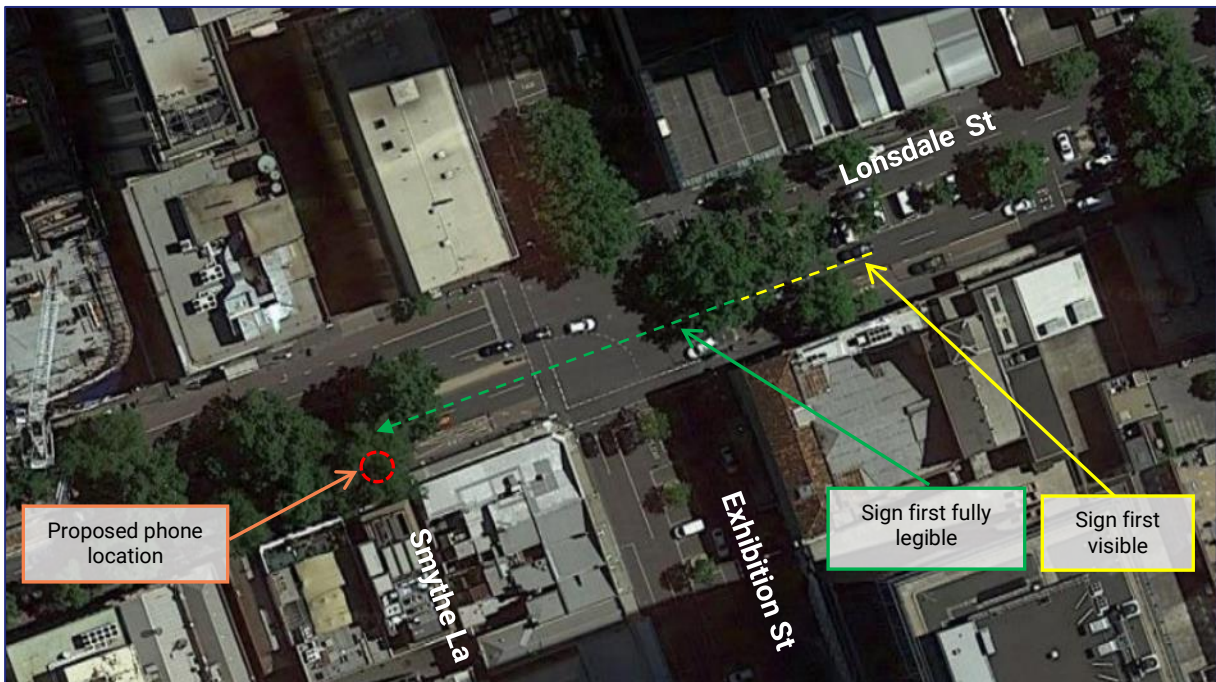 Lonsdale St
Proposed phone
location
Smythe La
Exhibition St
Sign first fully
legible
Sign first
visible